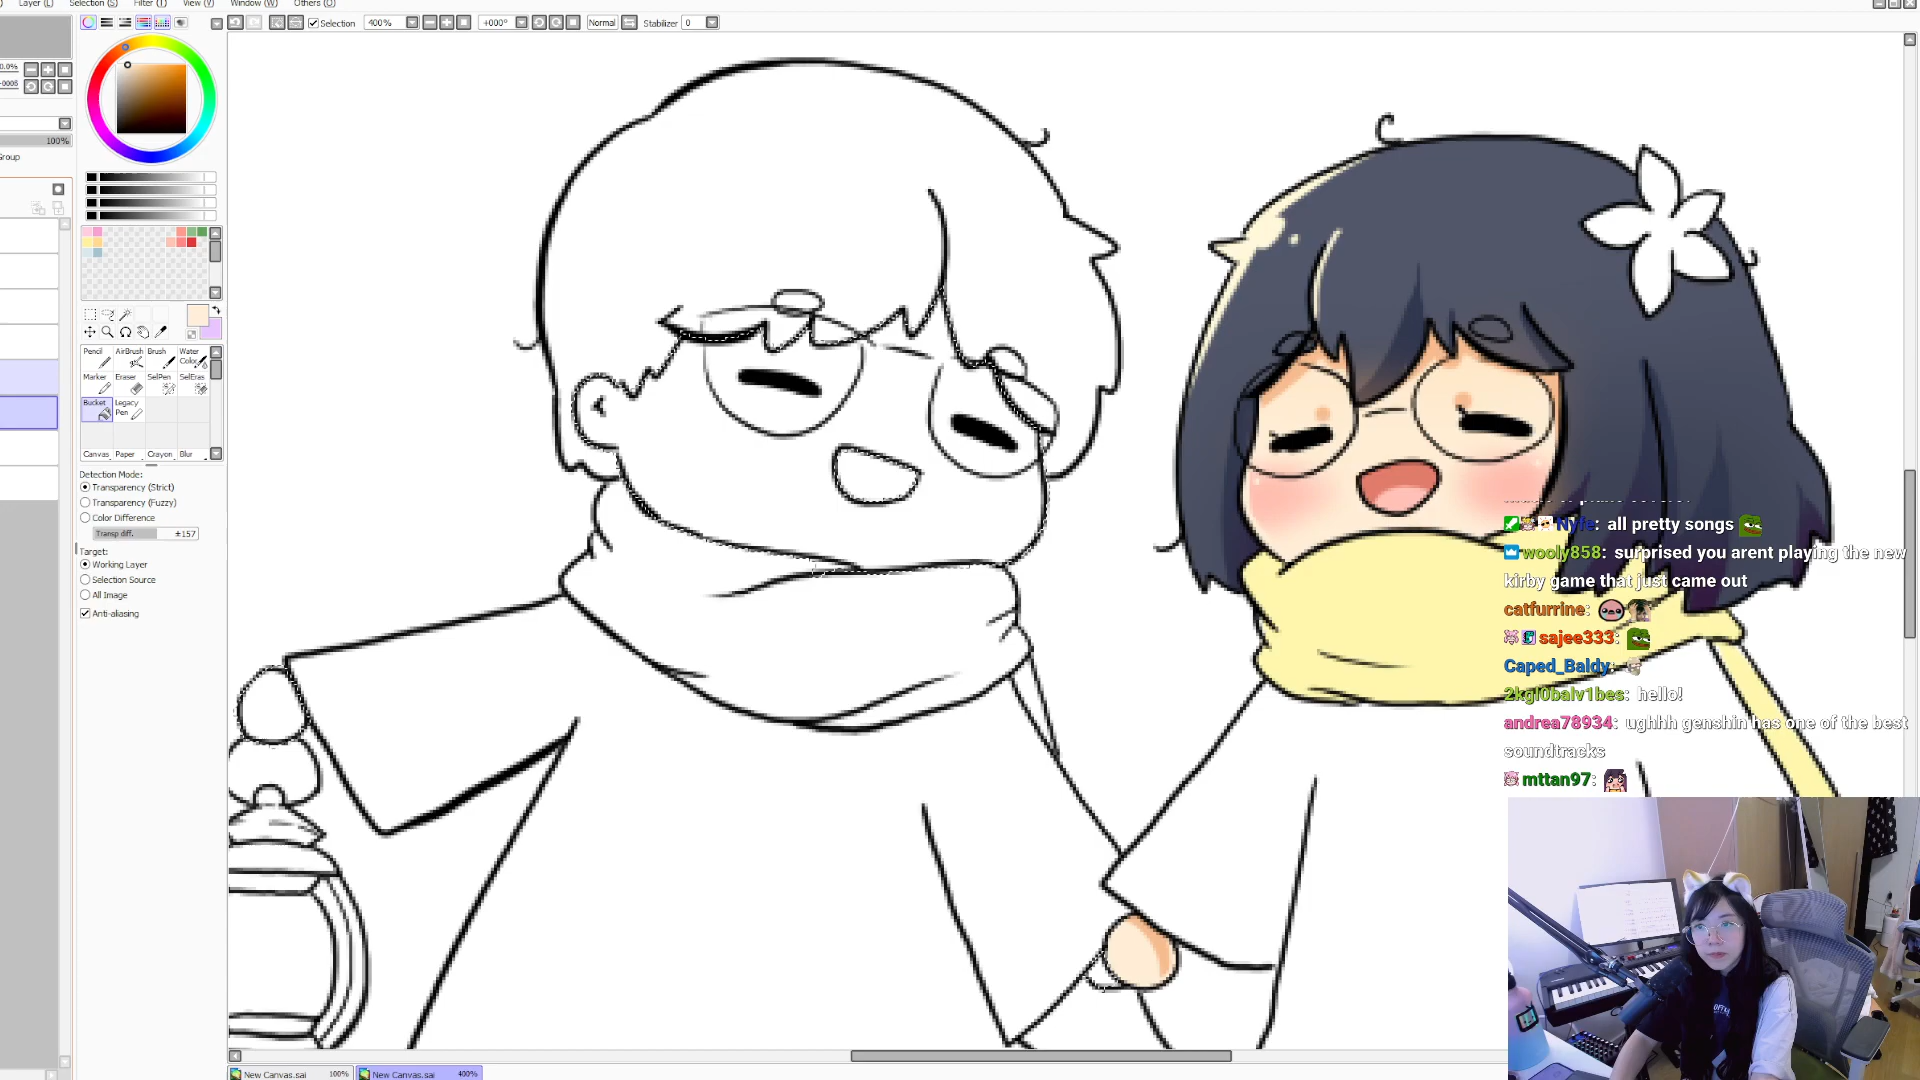 Layer (L) Selection (S) Filter (T) View (V) Window (W) Others (O)
Selection 400% +000° Normal Stabilizer 0
100%
Group
Pencil AirBrush Brush Water Color
Marker Eraser SelPen SelEras
Bucket Legacy Pen
Canvas Paper Crayon Blur
Detection Mode:
Transparency (Strict)
Transparency (Fuzzy)
Color Difference
Transp diff. ±157
Target:
Working Layer
Selection Source
All Image
Anti-aliasing
Nyfe: all pretty songs
wooly858: surprised you arent playing the new
kirby game that just came out
catfurrine:
sajee333:
Caped_Baldy:
2kgl0balv1bes: hello!
andrea78934: ughhh genshin has one of the best
soundtracks
mttan97:
New Canvas.sai 100% New Canvas.sai 400%